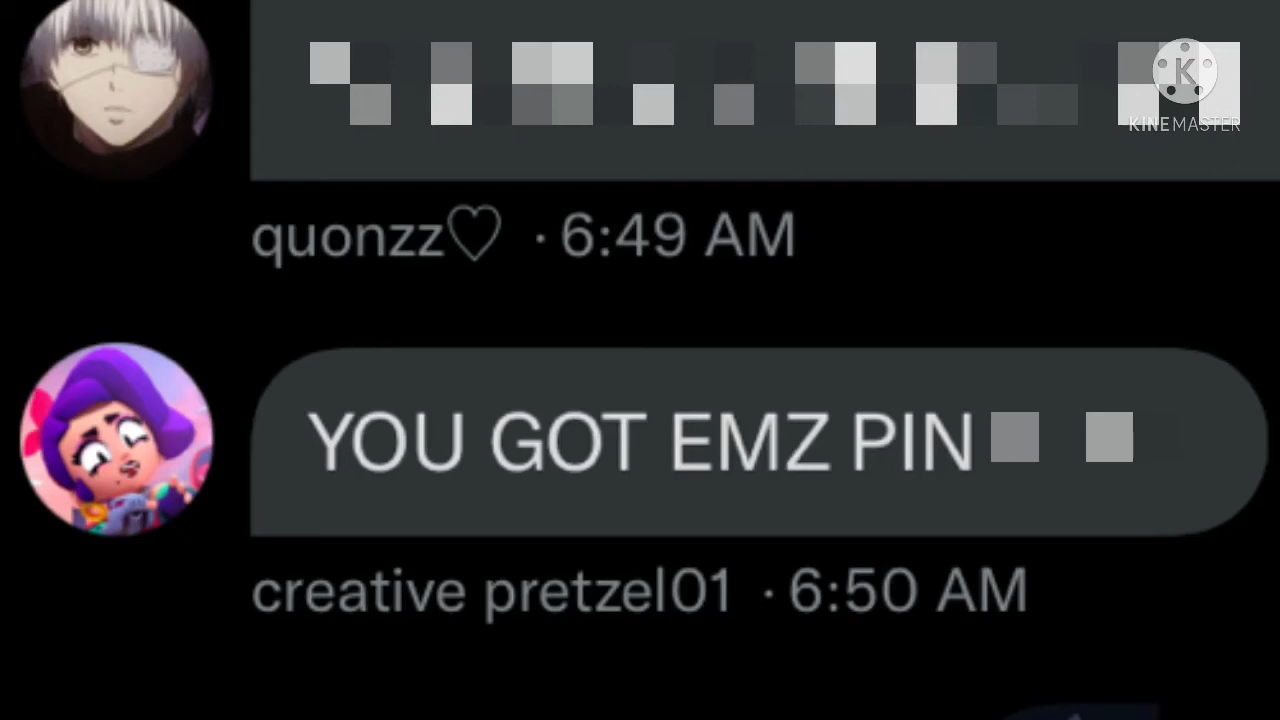 KINEMASTER
quonzz♡ · 6:49 AM
YOU GOT EMZ PIN
creative pretzel01 · 6:50 AM